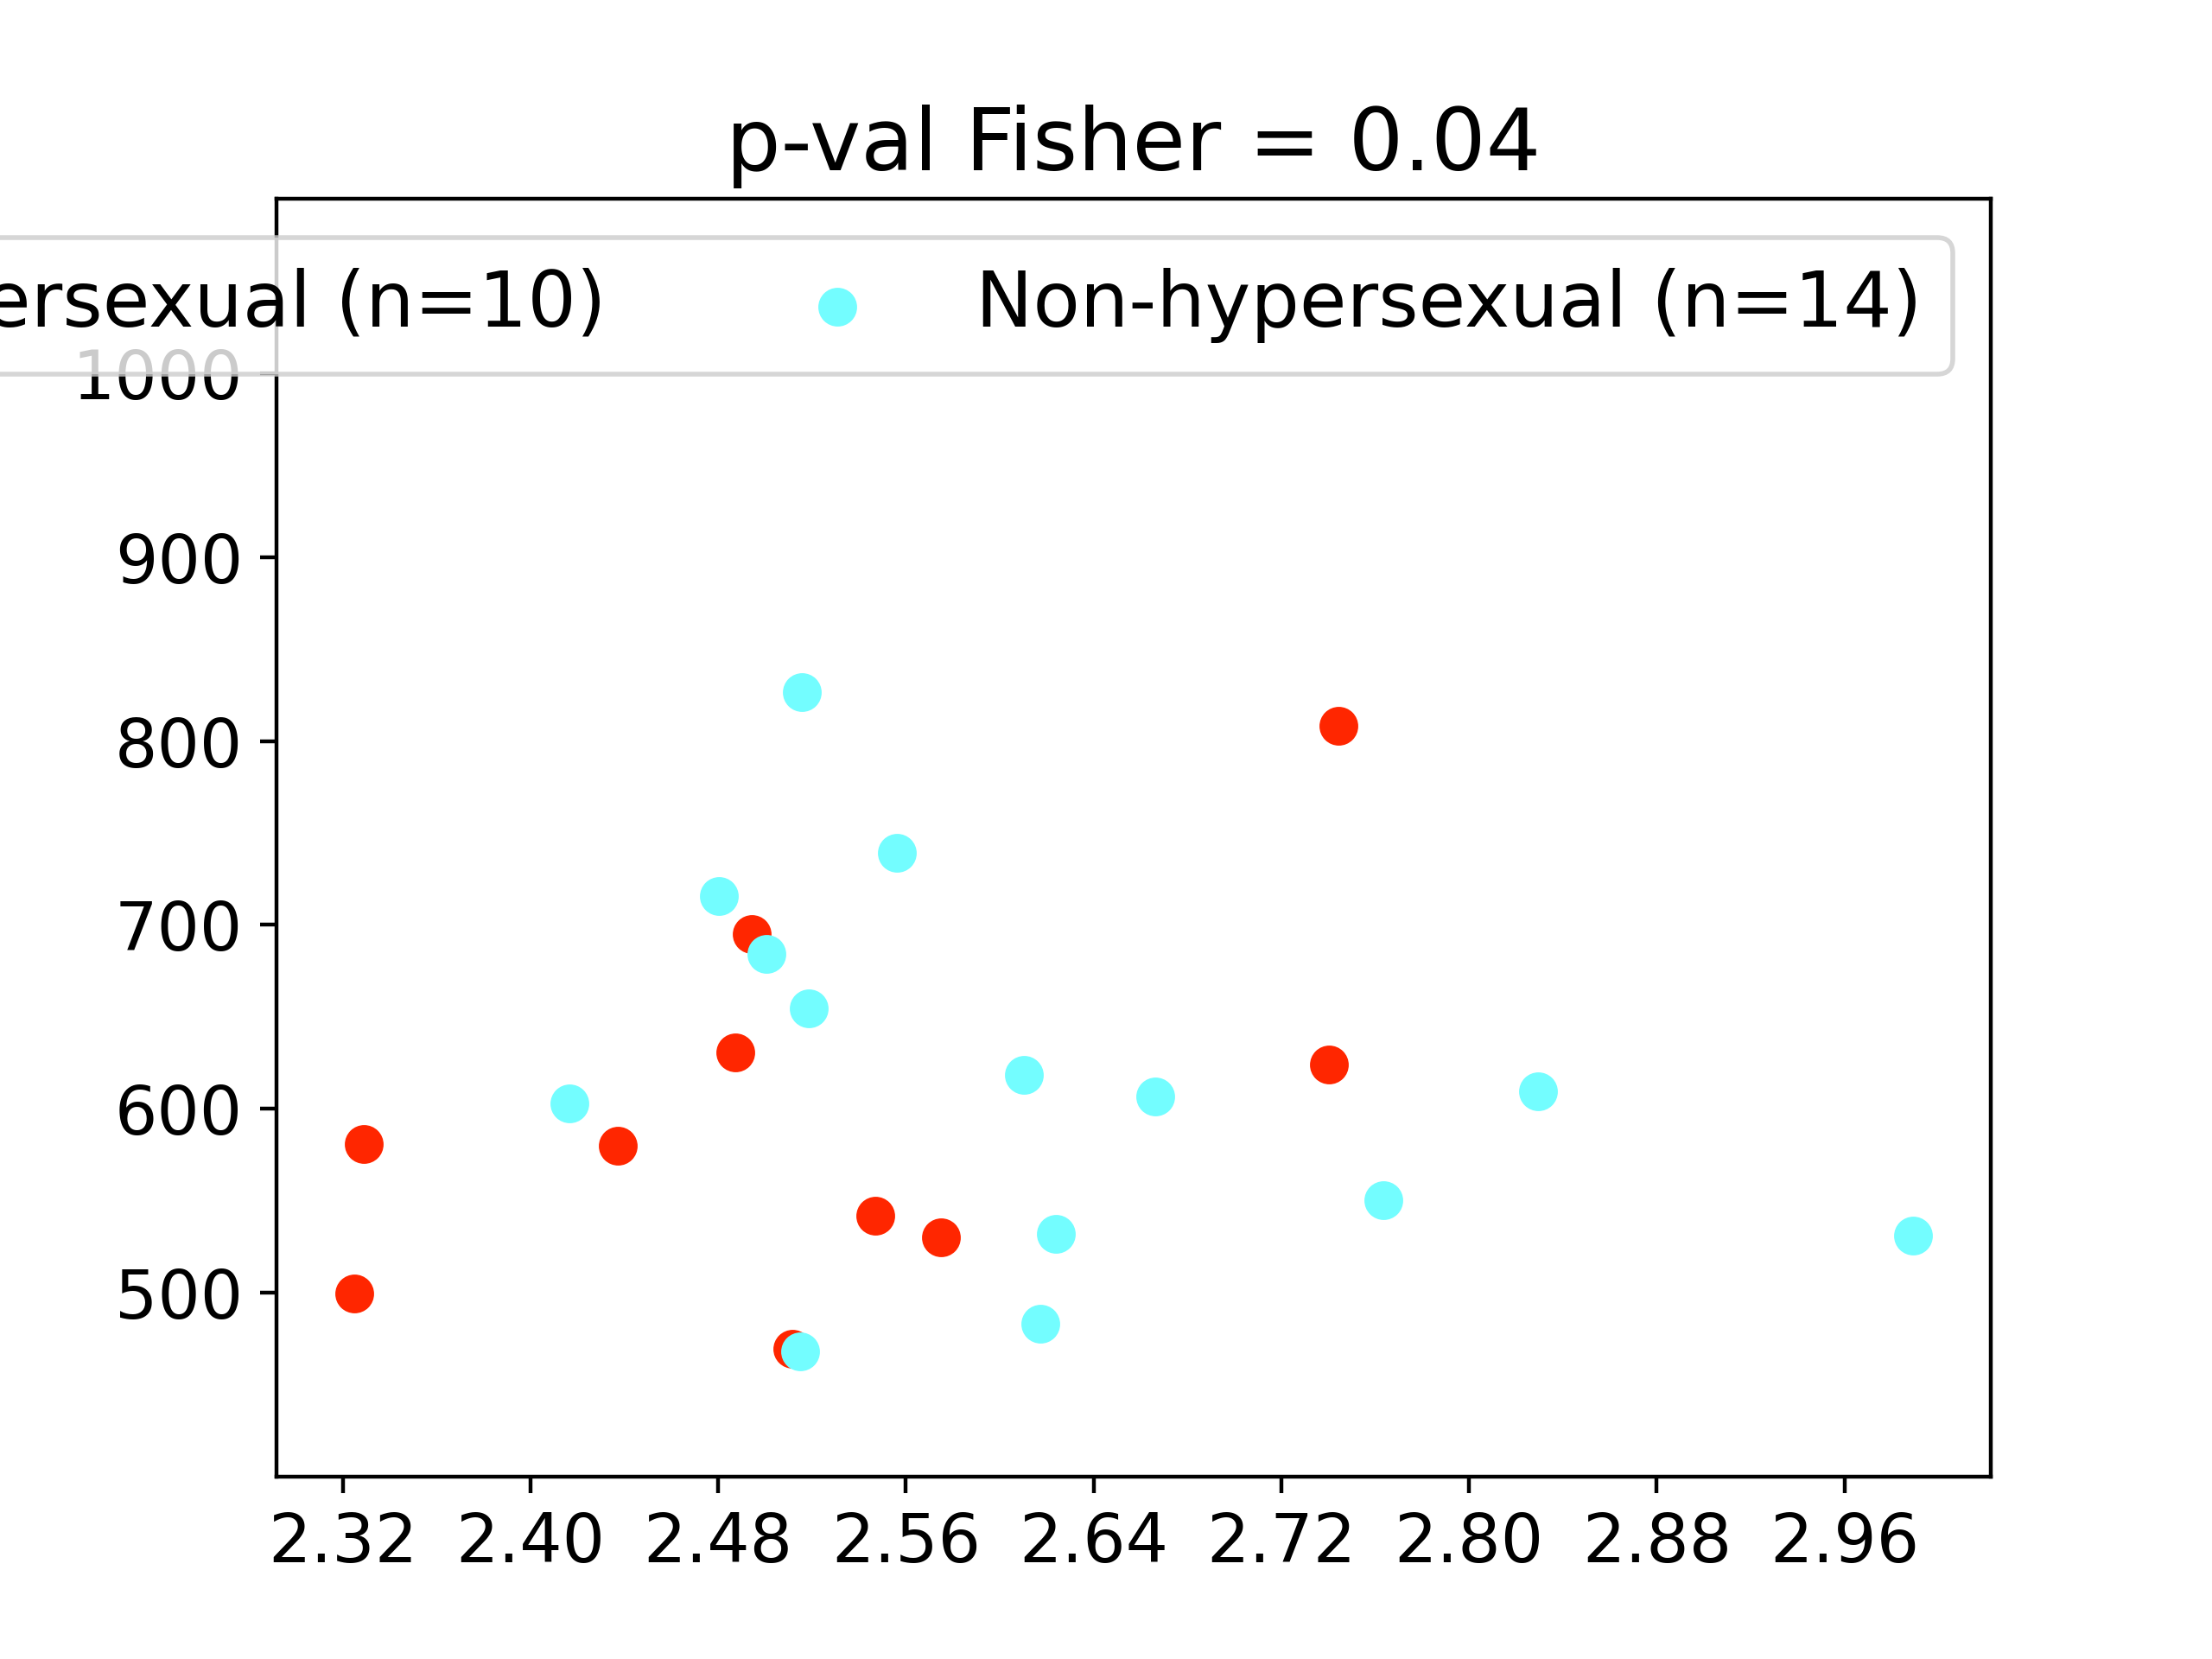 p-val Fisher = 0.04
ersexual (n=10) Non-hypersexual (n=14)
1000
900
800
700
600
500
2.32 2.40 2.48 2.56 2.64 2.72 2.80 2.88 2.96